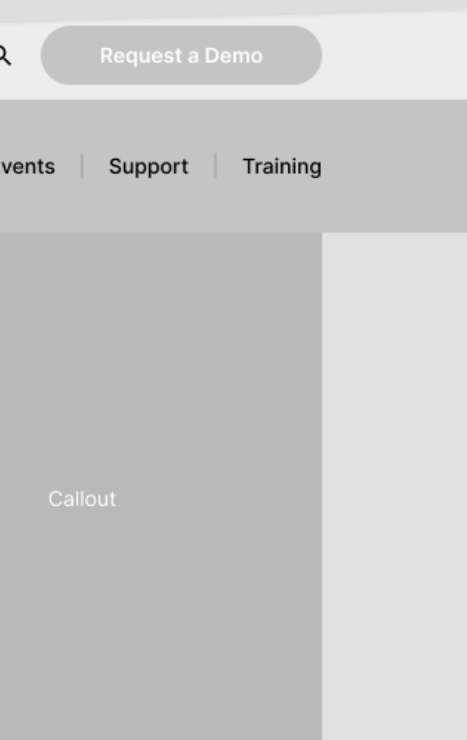 Request a Demo
vents | Support | Training
Callout